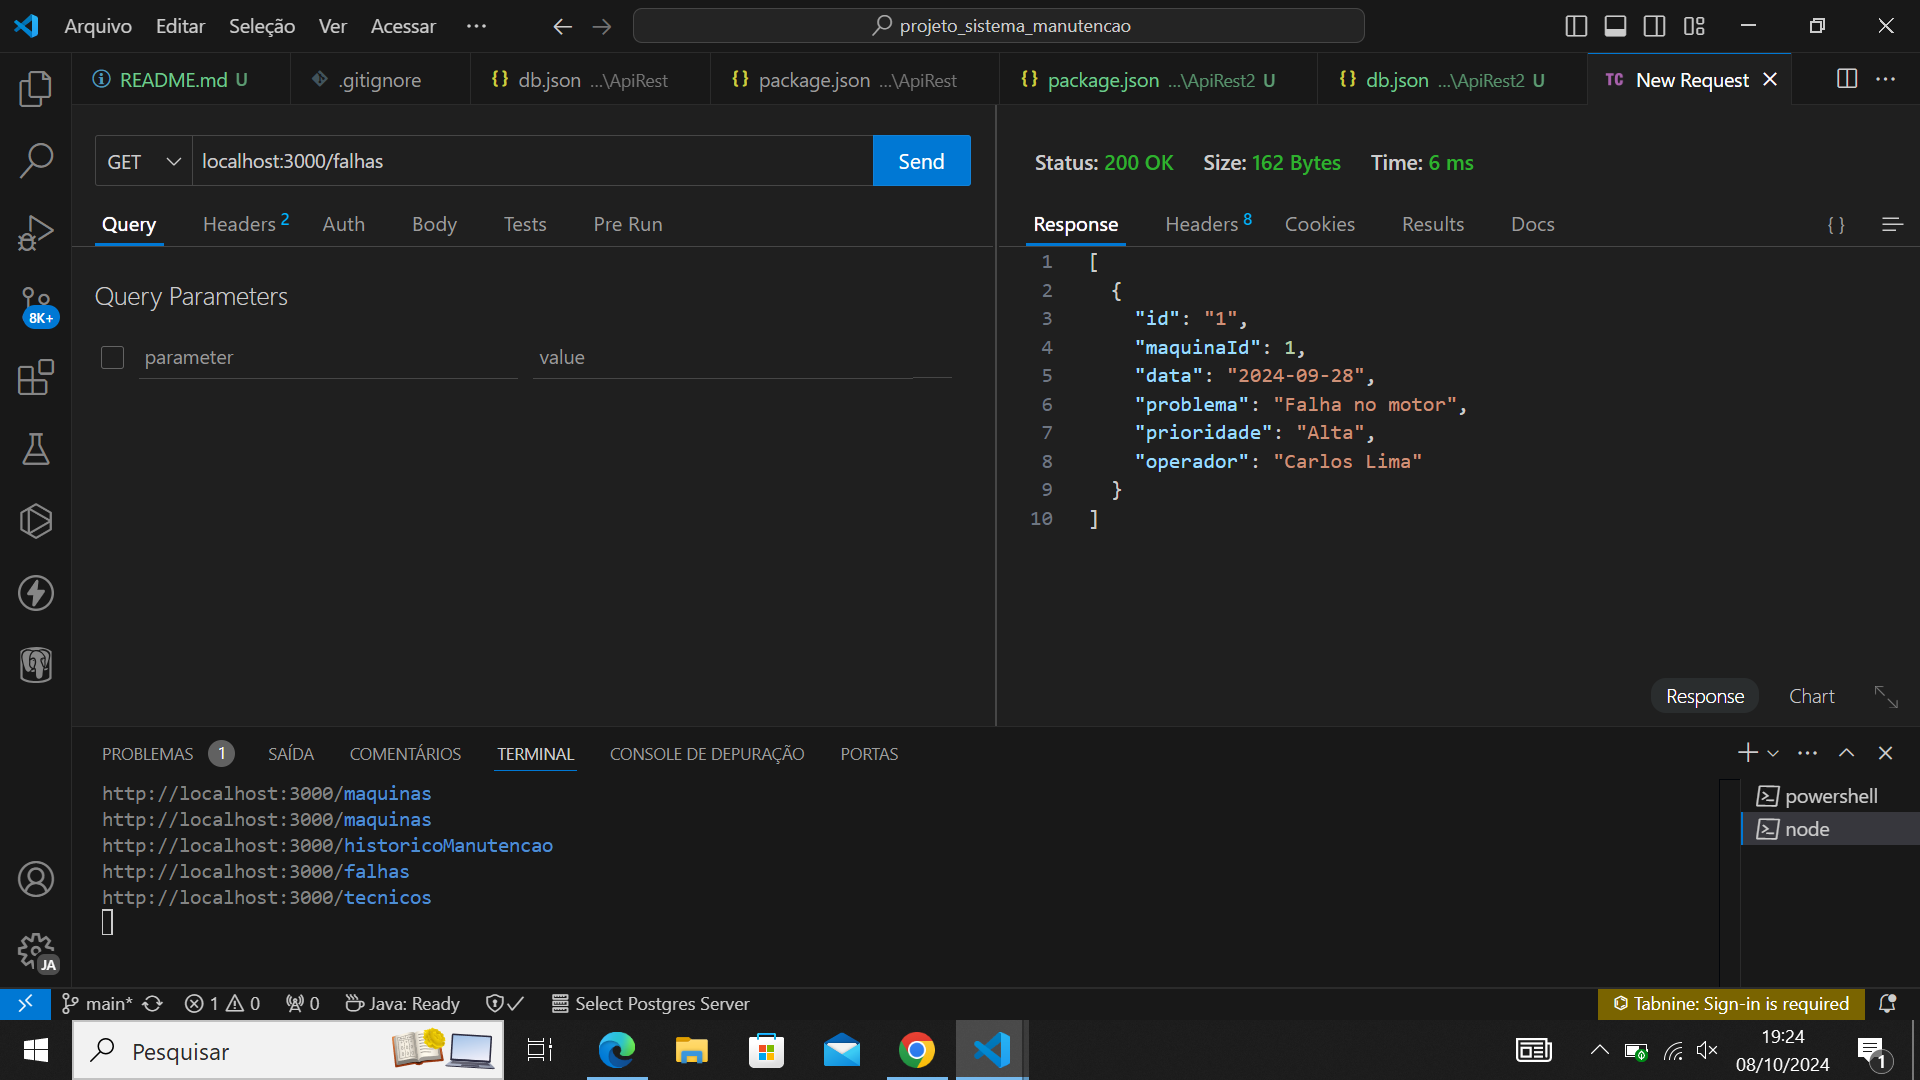 Arquivo Editar Seleção Ver Acessar ··· projeto_sistema_manutencao
README.md U .gitignore {} db.json ...\ApiRest {} package.json ...\ApiRest {} package.json ...\ApiRest2 U {} db.json ...\ApiRest2 U TC New Request
GET localhost:3000/falhas Send
Status: 200 OK Size: 162 Bytes Time: 6 ms
Query Headers 2 Auth Body Tests Pre Run
Response Headers 8 Cookies Results Docs { }
Query Parameters
parameter value
1 [
2 {
3 "id": "1",
4 "maquinaId": 1,
5 "data": "2024-09-28",
6 "problema": "Falha no motor",
7 "prioridade": "Alta",
8 "operador": "Carlos Lima"
9 }
10 ]
8K+
Response Chart
PROBLEMAS 1 SAÍDA COMENTÁRIOS TERMINAL CONSOLE DE DEPURAÇÃO PORTAS
http://localhost:3000/maquinas
http://localhost:3000/maquinas
http://localhost:3000/historicoManutencao
http://localhost:3000/falhas
http://localhost:3000/tecnicos
powershell
node
JA
main* 1 0 0 Java: Ready Select Postgres Server Tabnine: Sign-in is required
Pesquisar
19:24
08/10/2024
1